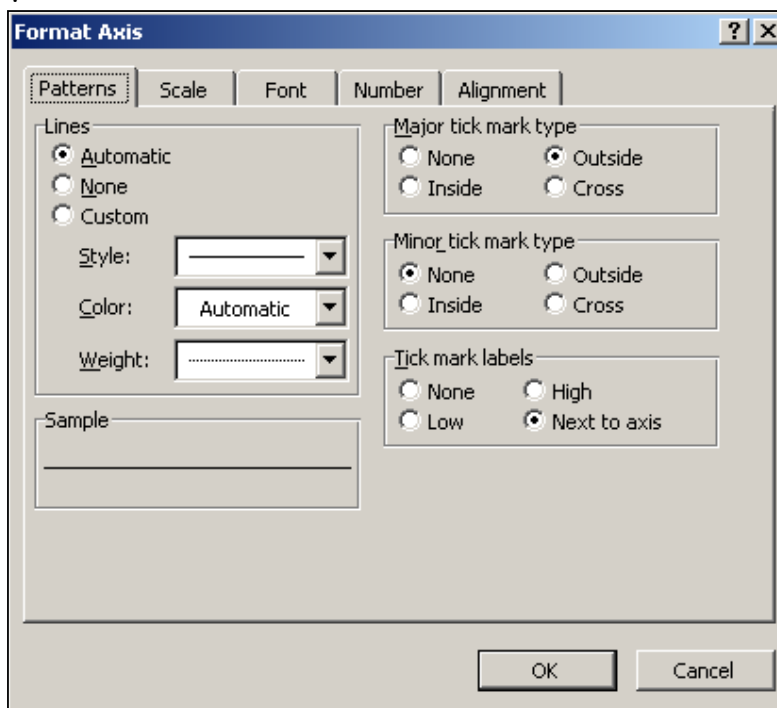 Format Axis
Patterns Scale Font Number Alignment
Lines
Automatic
None
Custom
Style:
Color: Automatic
Weight:
Sample
Major tick mark type
None Outside
Inside Cross
Minor tick mark type
None Outside
Inside Cross
Tick mark labels
None High
Low Next to axis
OK Cancel